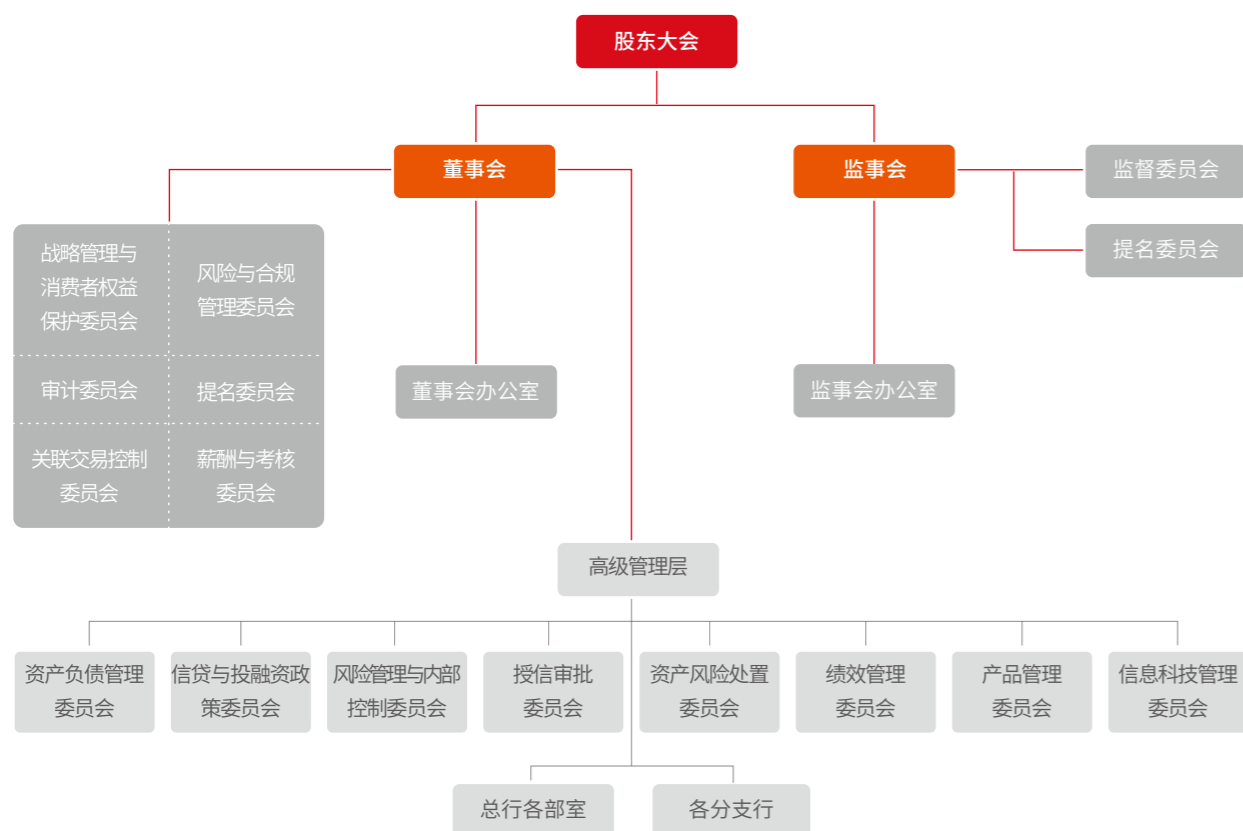 股东大会
董事会
监事会
监督委员会
提名委员会
战略管理与
消费者权益
保护委员会
风险与合规
管理委员会
审计委员会
提名委员会
关联交易控制
委员会
薪酬与考核
委员会
董事会办公室
监事会办公室
高级管理层
资产负债管理
委员会
信贷与投融资政
策委员会
风险管理与内部
控制委员会
授信审批
委员会
资产风险处置
委员会
绩效管理
委员会
产品管理
委员会
信息科技管理
委员会
总行各部室
各分支行